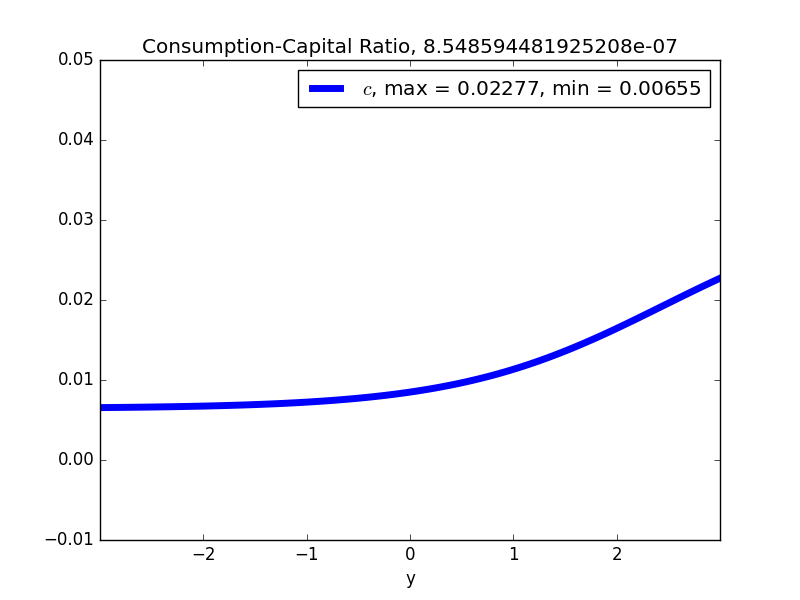 Consumption-Capital Ratio, 8.548594481925208e-07
c, max = 0.02277, min = 0.00655
0.05
0.04
0.03
0.02
0.01
0.00
−0.01
−2 −1 0 1 2
y